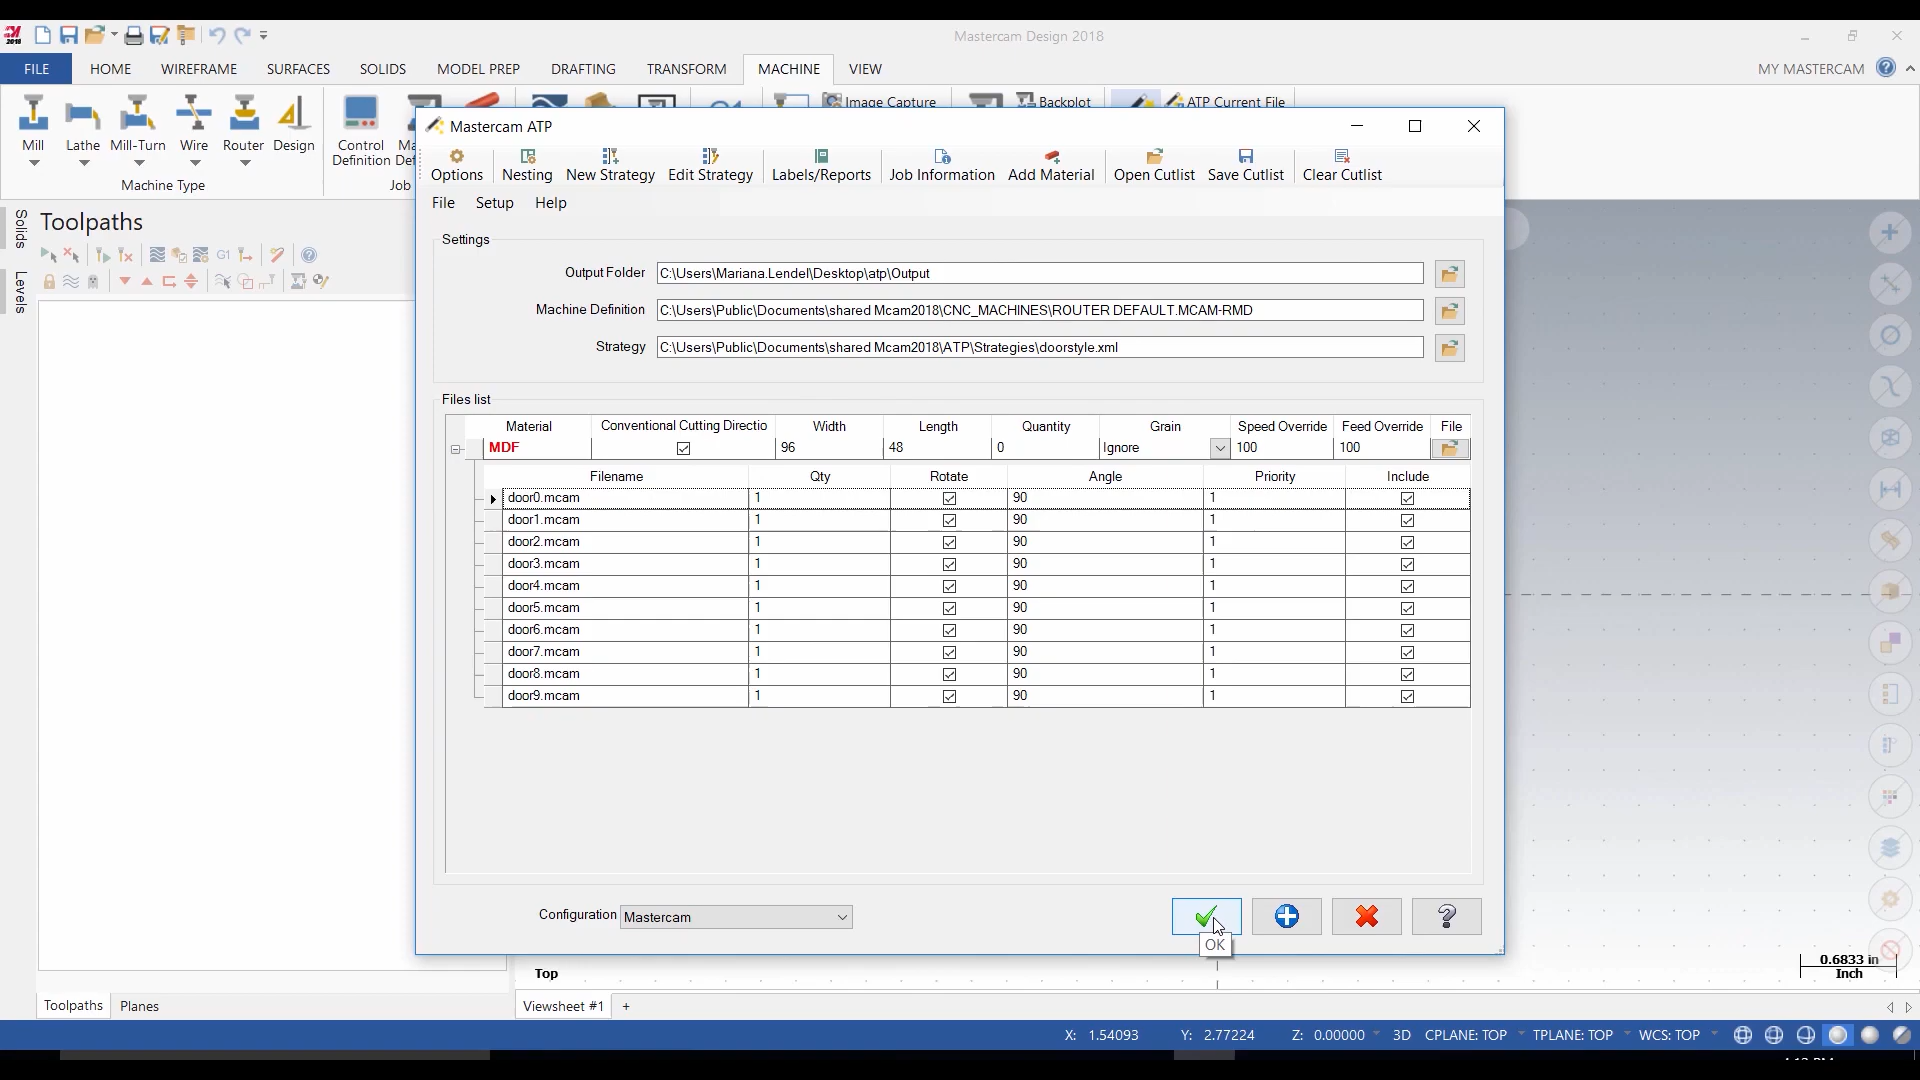 Mastercam Design 2018
FILE HOME WIREFRAME SURFACES SOLIDS MODEL PREP DRAFTING TRANSFORM MACHINE VIEW MY MASTERCAM
Image Capture Backplot ATP Current File
Mill Lathe Mill-Turn Wire Router Design Control Definition
Machine Type Job
Toolpaths
Solids
Levels
G1
Mastercam ATP
Options Nesting New Strategy Edit Strategy Labels/Reports Job Information Add Material Open Cutlist Save Cutlist Clear Cutlist
File Setup Help
Settings
Output Folder C:\Users\Mariana.Lendel\Desktop\atp\Output
Machine Definition C:\Users\Public\Documents\shared Mcam2018\CNC_MACHINES\ROUTER DEFAULT.MCAM-RMD
Strategy C:\Users\Public\Documents\shared Mcam2018\ATP\Strategies\doorstyle.xml
Files list
Material Conventional Cutting Directio Width Length Quantity Grain Speed Override Feed Override File
MDF 96 48 0 Ignore 100 100
Filename Qty Rotate Angle Priority Include
door0.mcam 1 90 1
door1.mcam 1 90 1
door2.mcam 1 90 1
door3.mcam 1 90 1
door4.mcam 1 90 1
door5.mcam 1 90 1
door6.mcam 1 90 1
door7.mcam 1 90 1
door8.mcam 1 90 1
door9.mcam 1 90 1
Configuration Mastercam
OK
Top
0.6833 in
Inch
Toolpaths Planes
Viewsheet #1 +
X: 1.54093 Y: 2.77224 Z: 0.00000 3D CPLANE: TOP TPLANE: TOP WCS: TOP